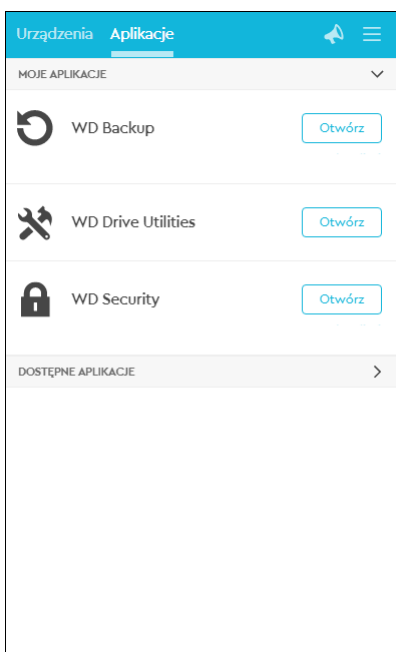 Urządzenia Aplikacje
MOJE APLIKACJE
WD Backup Otwórz
WD Drive Utilities Otwórz
WD Security Otwórz
DOSTĘPNE APLIKACJE